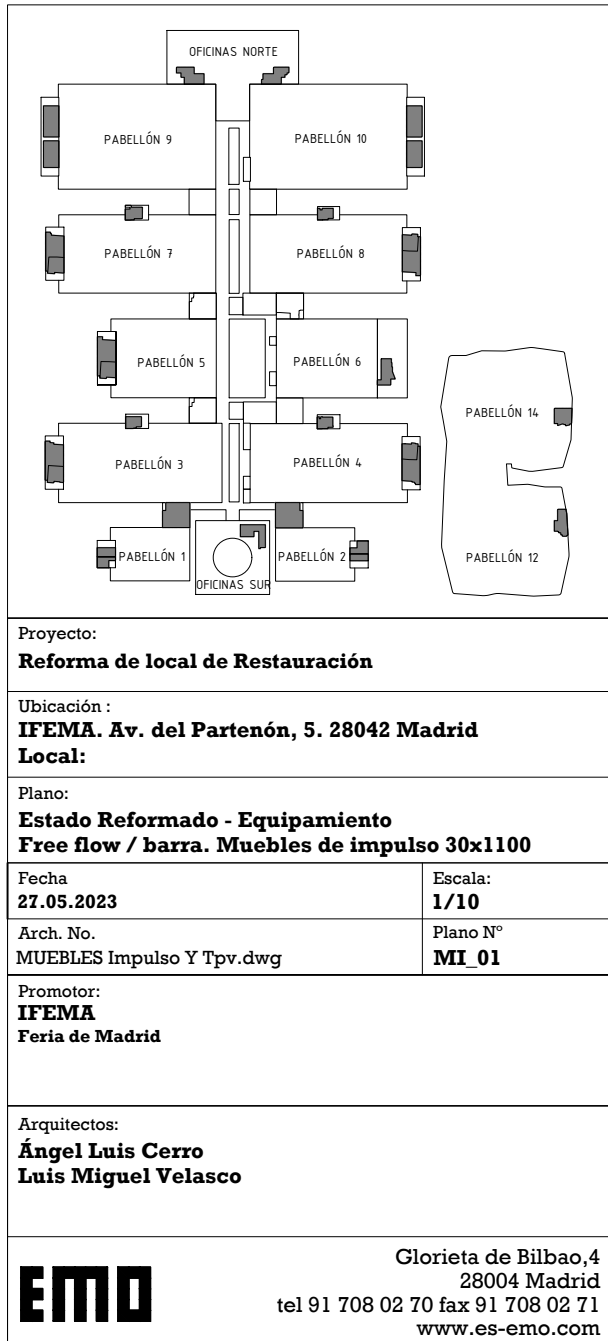 OFICINAS NORTE
PABELLÓN 9
PABELLÓN 10
PABELLÓN 7
PABELLÓN 8
PABELLÓN 5
PABELLÓN 6
PABELLÓN 14
PABELLÓN 3
PABELLÓN 4
PABELLÓN 1
PABELLÓN 2
PABELLÓN 12
OFICINAS SUR
Proyecto:
Reforma de local de Restauración
Ubicación :
IFEMA. Av. del Partenón, 5. 28042 Madrid
Local:
Plano:
Estado Reformado - Equipamiento
Free flow / barra. Muebles de impulso 30x1100
Fecha
27.05.2023
Escala:
1/10
Arch. No.
MUEBLES Impulso Y Tpv.dwg
Plano Nº
MI_01
Promotor:
IFEMA
Feria de Madrid
Arquitectos:
Ángel Luis Cerro
Luis Miguel Velasco
EMO
Glorieta de Bilbao,4
28004 Madrid
tel 91 708 02 70 fax 91 708 02 71
www.es-emo.com